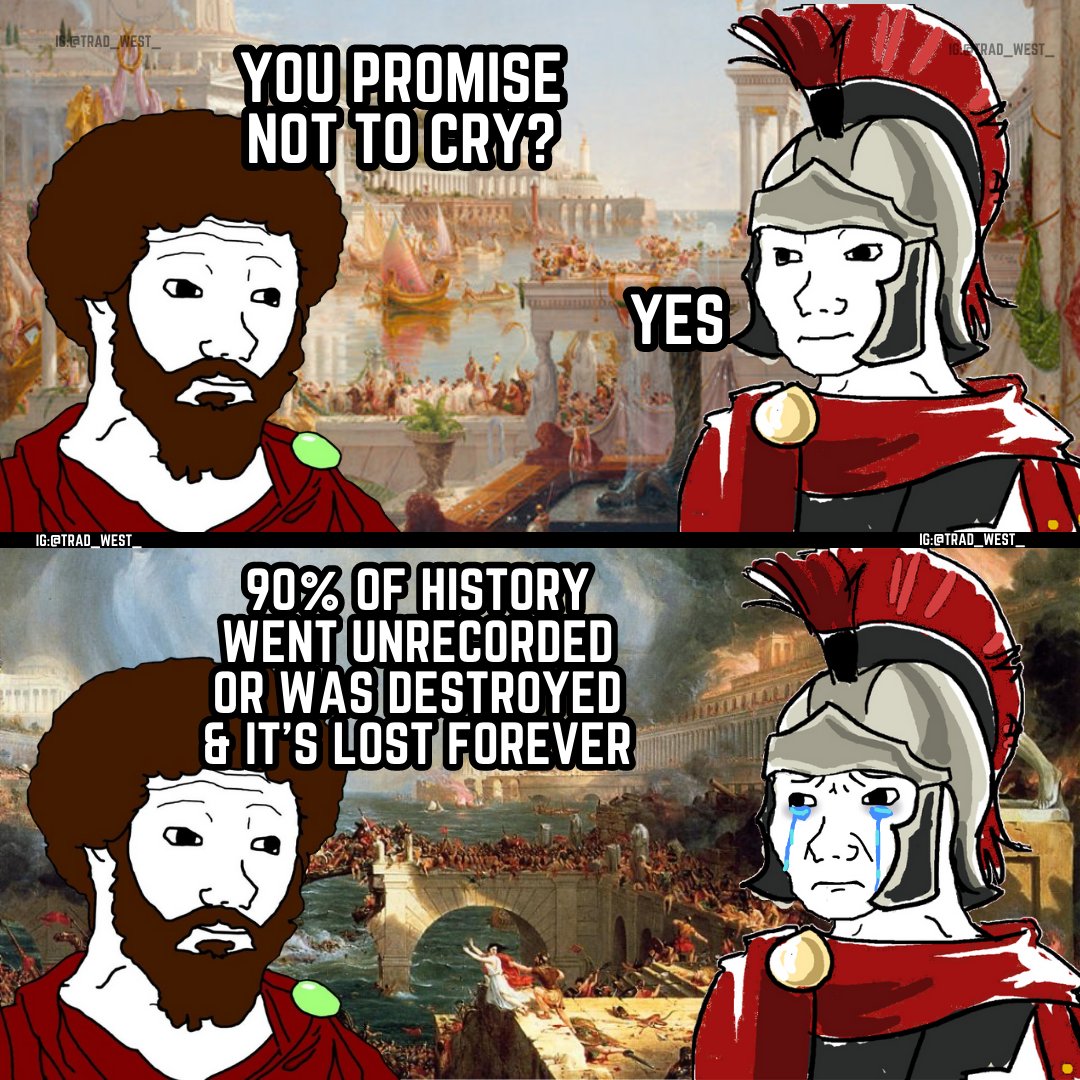 IG:@TRAD_WEST_
IG:@TRAD_WEST_
YOU PROMISE
NOT TO CRY?
YES
IG:@TRAD_WEST_
IG:@TRAD_WEST_
90% OF HISTORY
WENT UNRECORDED
OR WAS DESTROYED
& IT'S LOST FOREVER